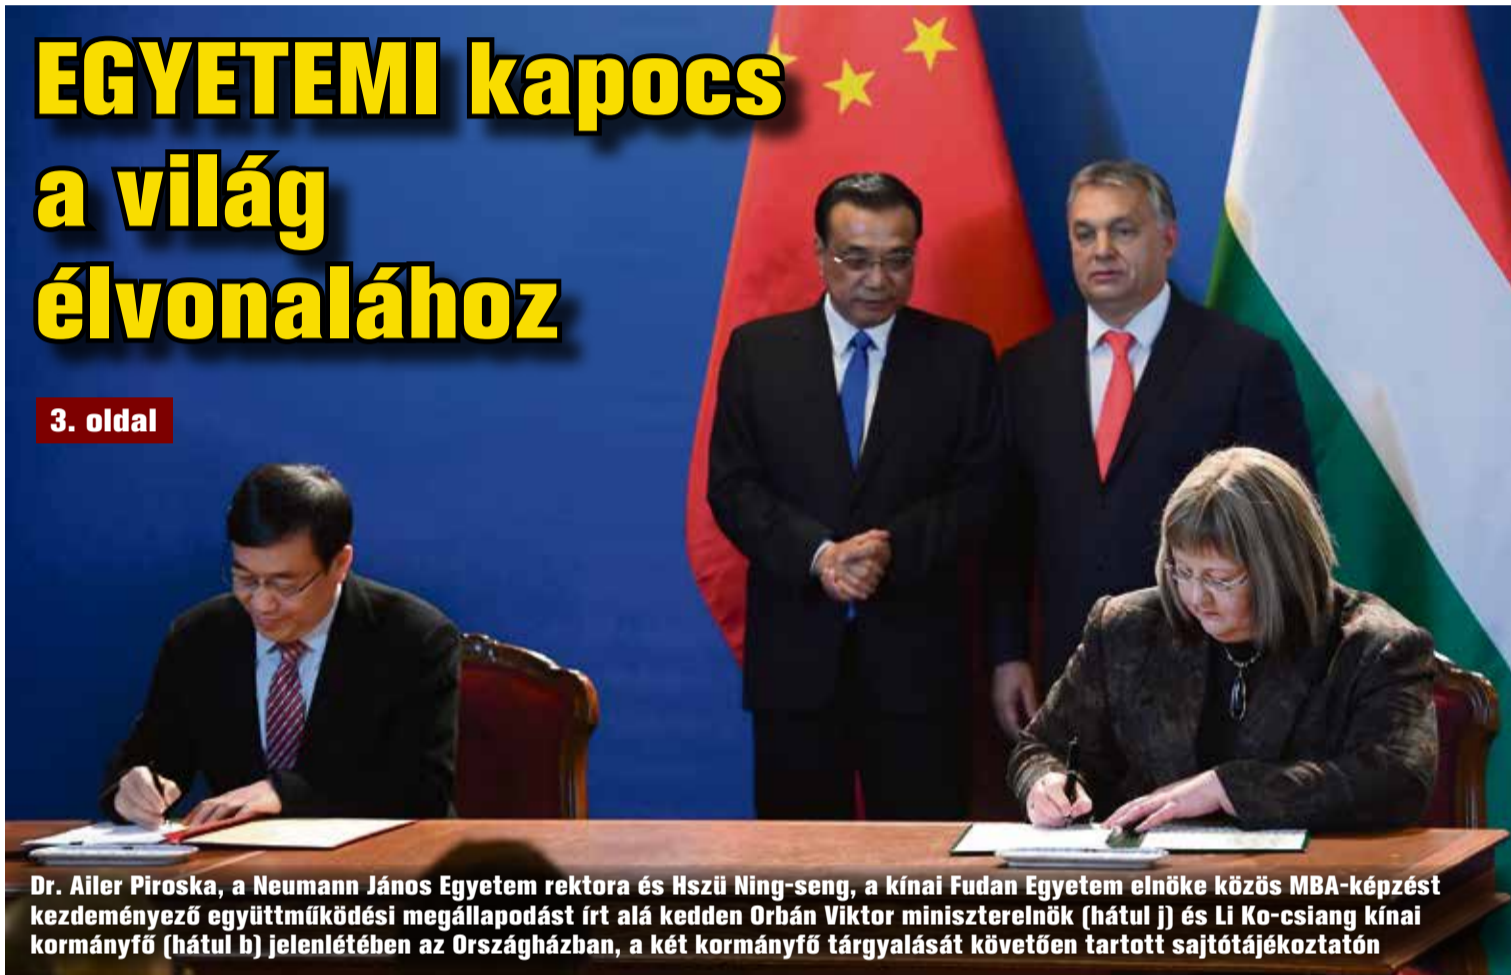 EGYETEMI kapocs
a világ
élvonalához
3. oldal
Dr. Ailer Piroska, a Neumann János Egyetem rektora és Hszü Ning-seng, a kínai Fudan Egyetem elnöke közös MBA-képzést
kezdeményező együttműködési megállapodást írt alá kedden Orbán Viktor miniszterelnök (hátul j) és Li Ko-csiang kínai
kormányfő (hátul b) jelenlétében az Országházban, a két kormányfő tárgyalását követően tartott sajtótájékoztatón